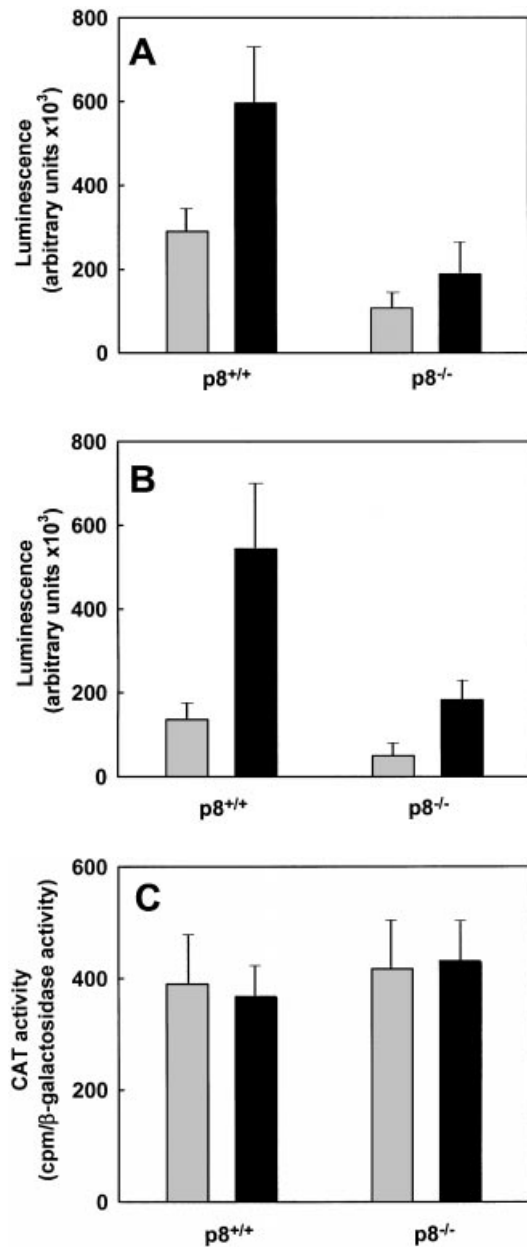 800
A
600
400
200
0
Luminescence
(arbitrary units x10³)
p8+/+ p8-/-
800
B
600
400
200
0
Luminescence
(arbitrary units x10³)
p8+/+ p8-/-
600
C
400
200
0
CAT activity
(cpm/β-galactosidase activity)
p8+/+ p8-/-